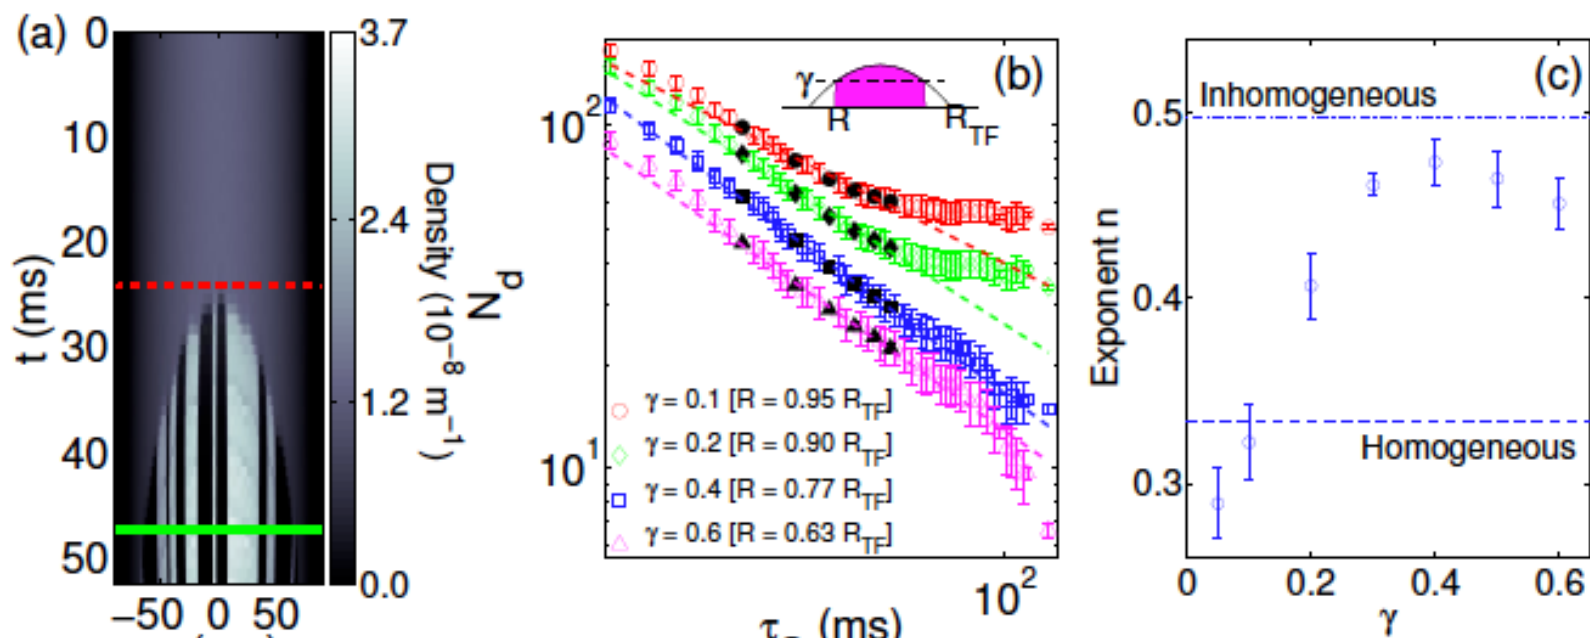 (a)
0
10
20
30
40
50
t (ms)
−50 0 50
3.7
2.4
1.2
0.0
Density (10⁻⁸ m⁻¹)
(b)
N_d
10²
10¹
γ
R
R_TF
γ = 0.1 [R = 0.95 R_TF]
γ = 0.2 [R = 0.90 R_TF]
γ = 0.4 [R = 0.77 R_TF]
γ = 0.6 [R = 0.63 R_TF]
10²
(ms)
(c)
Exponent n
0.5
0.4
0.3
Inhomogeneous
Homogeneous
0 0.2 0.4 0.6
γ